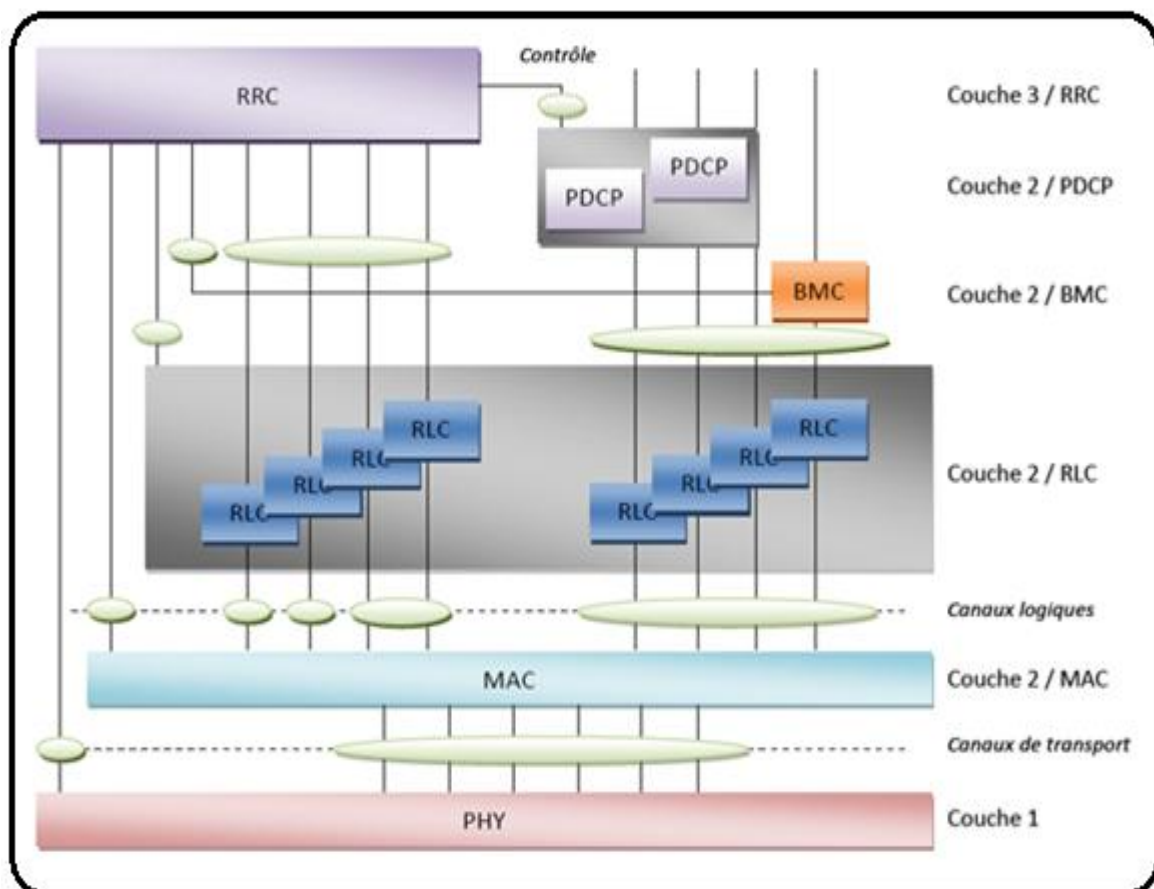 Contrôle
RRC
Couche 3 / RRC
PDCP
PDCP
Couche 2 / PDCP
BMC
Couche 2 / BMC
RLC
RLC
RLC
RLC
RLC
RLC
RLC
RLC
Couche 2 / RLC
Canaux logiques
MAC
Couche 2 / MAC
Canaux de transport
PHY
Couche 1